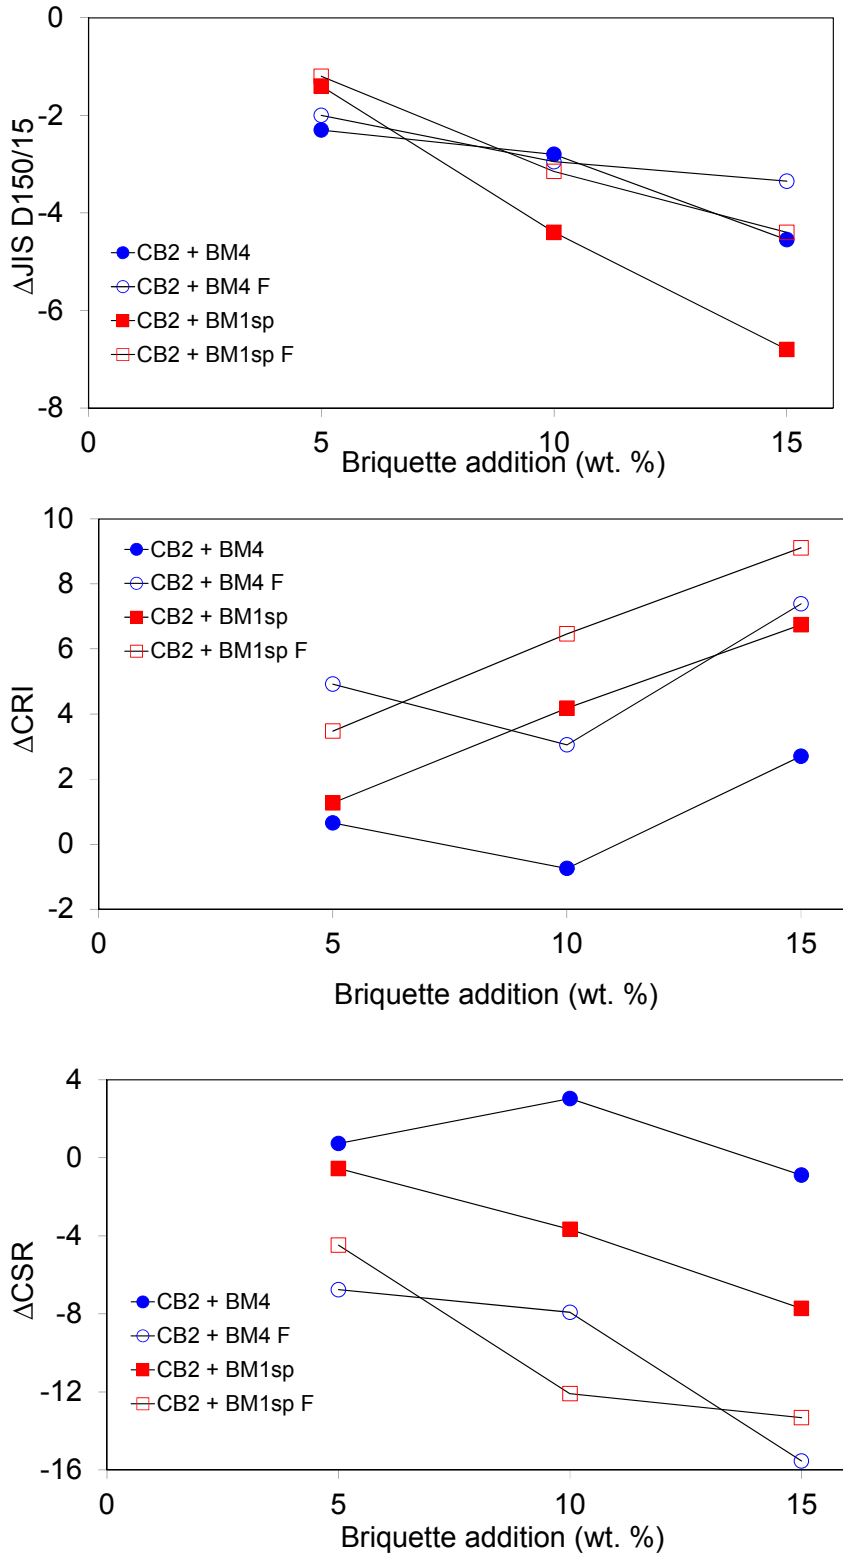 0
-2
-4
-6
-8
ΔJIS D150/15
CB2 + BM4
CB2 + BM4 F
CB2 + BM1sp
CB2 + BM1sp F
0 5 10 15
Briquette addition (wt. %)
10
8
6
4
2
0
-2
ΔCRI
CB2 + BM4
CB2 + BM4 F
CB2 + BM1sp
CB2 + BM1sp F
0 5 10 15
Briquette addition (wt. %)
4
0
-4
-8
-12
-16
ΔCSR
CB2 + BM4
CB2 + BM4 F
CB2 + BM1sp
CB2 + BM1sp F
0 5 10 15
Briquette addition (wt. %)